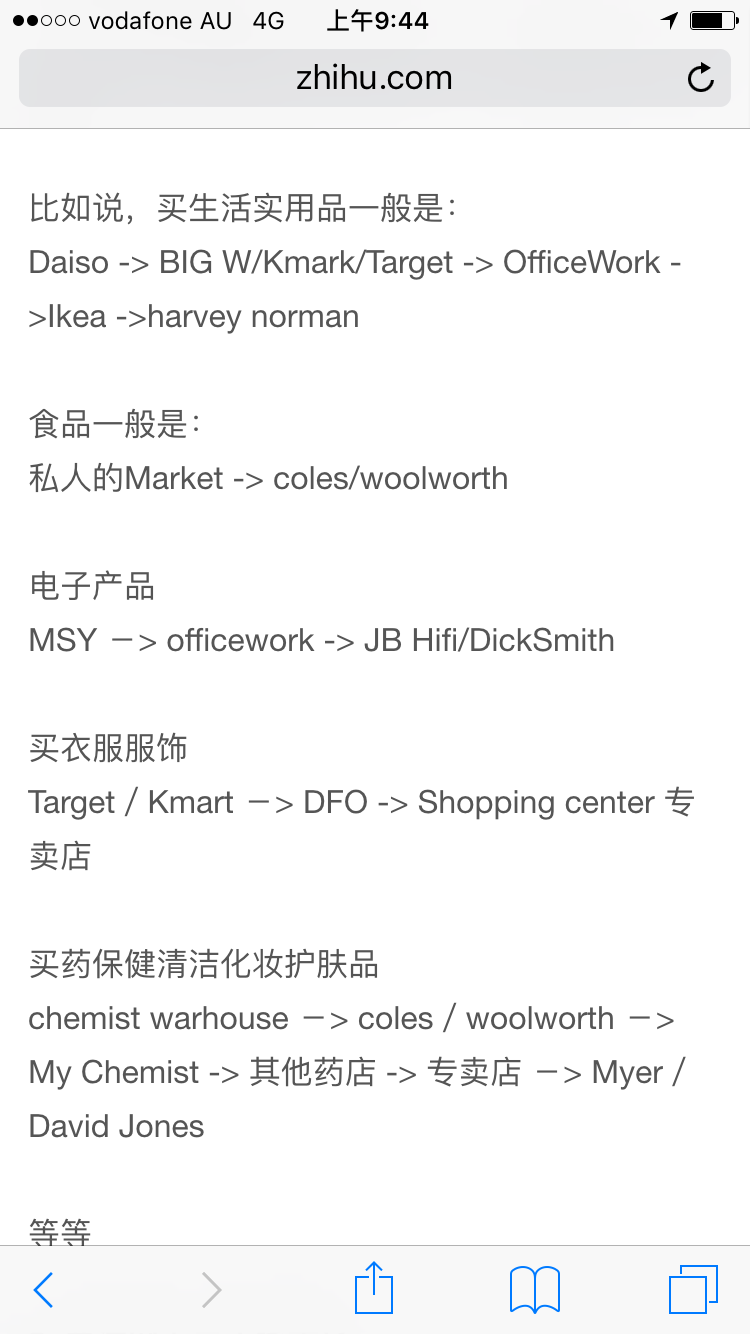 vodafone AU 4G 上午9:44
zhihu.com
比如说，买生活实用品一般是：
Daiso -> BIG W/Kmark/Target -> OfficeWork -
>Ikea ->harvey norman
食品一般是：
私人的Market -> coles/woolworth
电子产品
MSY －> officework -> JB Hifi/DickSmith
买衣服服饰
Target / Kmart －> DFO -> Shopping center 专
卖店
买药保健清洁化妆护肤品
chemist warhouse －> coles / woolworth －>
My Chemist -> 其他药店 -> 专卖店 －> Myer /
David Jones
等等